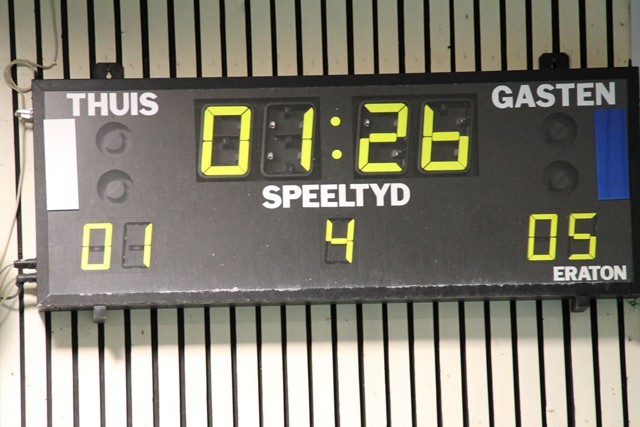 THUIS GASTEN
01:26
SPEELTYD
01 4 05
ERATON